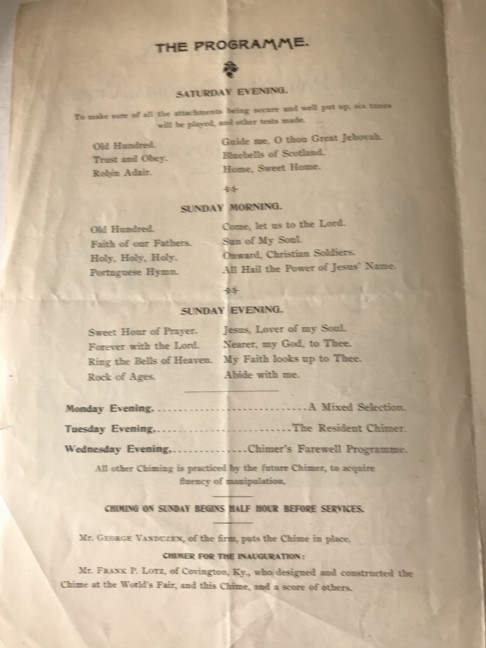 THE PROGRAMME.
SATURDAY EVENING.
To make sure of all the attachments being secure and well put up, six tunes
will be played, and other tests made.
Old Hundred. Guide me, O thou Great Jehovah.
Trust and Obey. Bluebells of Scotland.
Robin Adair. Home, Sweet Home.
SUNDAY MORNING.
Old Hundred. Come, let us to the Lord.
Faith of our Fathers. Sun of My Soul.
Holy, Holy, Holy. Onward, Christian Soldiers.
Portuguese Hymn. All Hail the Power of Jesus' Name.
SUNDAY EVENING.
Sweet Hour of Prayer. Jesus, Lover of my Soul.
Forever with the Lord. Nearer, my God, to Thee.
Ring the Bells of Heaven. My Faith looks up to Thee.
Rock of Ages. Abide with me.
Monday Evening,..............................A Mixed Selection.
Tuesday Evening,...........................The Resident Chimer.
Wednesday Evening,...............Chimer's Farewell Programme.
All other Chiming is practiced by the future Chimer, to acquire
fluency of manipulation.
CHIMING ON SUNDAY BEGINS HALF HOUR BEFORE SERVICES.
Mr. GEORGE VANDUZEN, of the firm, puts the Chime in place.
CHIMER FOR THE INAUGURATION:
Mr. FRANK P. LOTZ, of Covington, Ky., who designed and constructed the
Chime at the World's Fair, and this Chime, and a score of others.